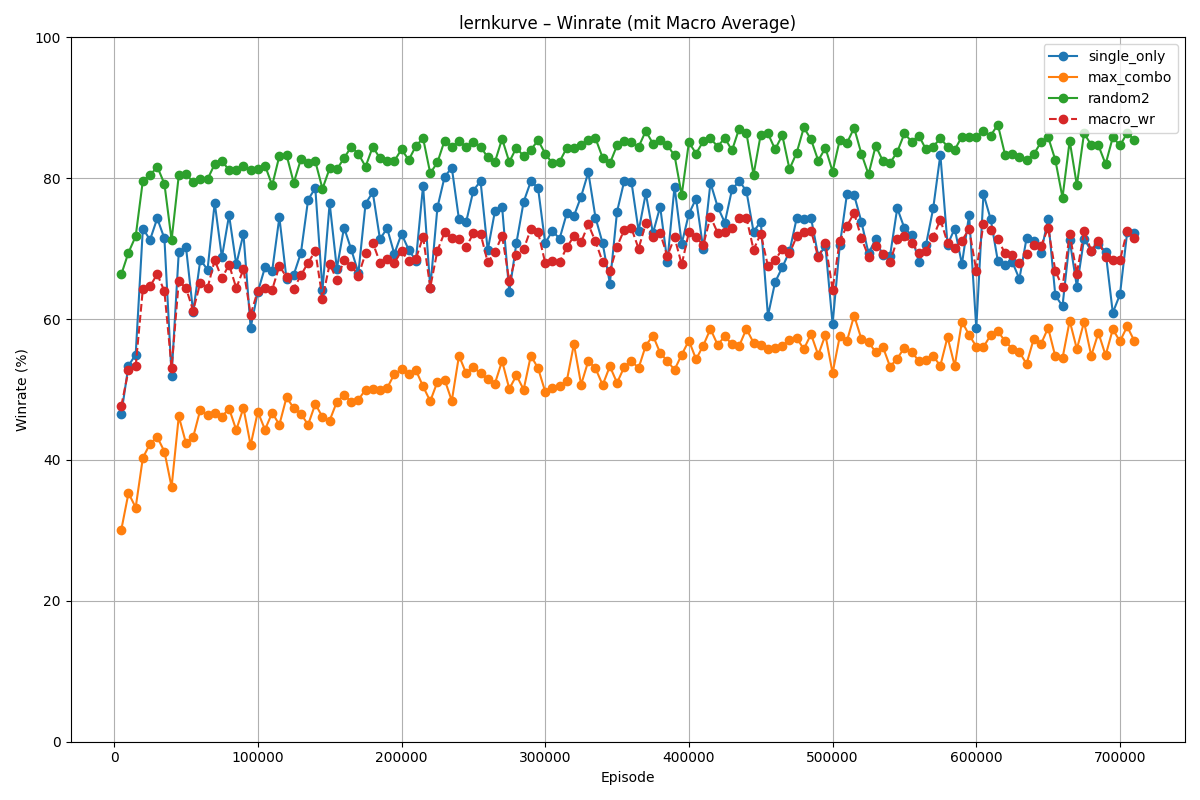 lernkurve – Winrate (mit Macro Average)
single_only
max_combo
random2
macro_wr
Winrate (%)
100
80
60
40
20
0
0 100000 200000 300000 400000 500000 600000 700000
Episode